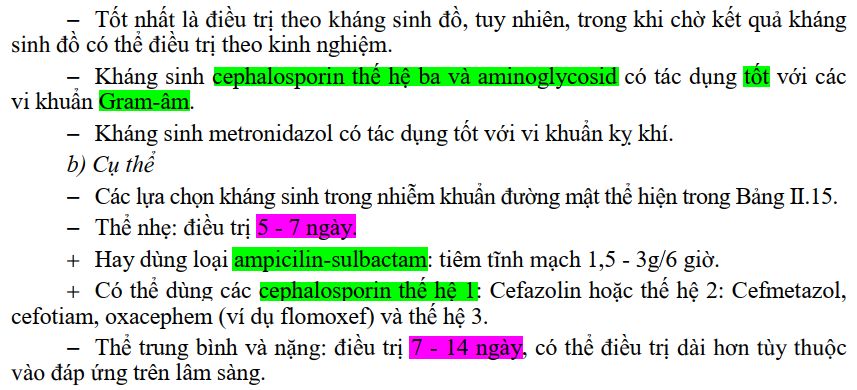 – Tốt nhất là điều trị theo kháng sinh đồ, tuy nhiên, trong khi chờ kết quả kháng
sinh đồ có thể điều trị theo kinh nghiệm.
– Kháng sinh cephalosporin thế hệ ba và aminoglycosid có tác dụng tốt với các
vi khuẩn Gram-âm.
– Kháng sinh metronidazol có tác dụng tốt với vi khuẩn kỵ khí.
b) Cụ thể
– Các lựa chọn kháng sinh trong nhiễm khuẩn đường mật thể hiện trong Bảng II.15.
– Thể nhẹ: điều trị 5 - 7 ngày.
+ Hay dùng loại ampicilin-sulbactam: tiêm tĩnh mạch 1,5 - 3g/6 giờ.
+ Có thể dùng các cephalosporin thế hệ 1: Cefazolin hoặc thế hệ 2: Cefmetazol,
cefotiam, oxacephem (ví dụ flomoxef) và thế hệ 3.
– Thể trung bình và nặng: điều trị 7 - 14 ngày, có thể điều trị dài hơn tùy thuộc
vào đáp ứng trên lâm sàng.